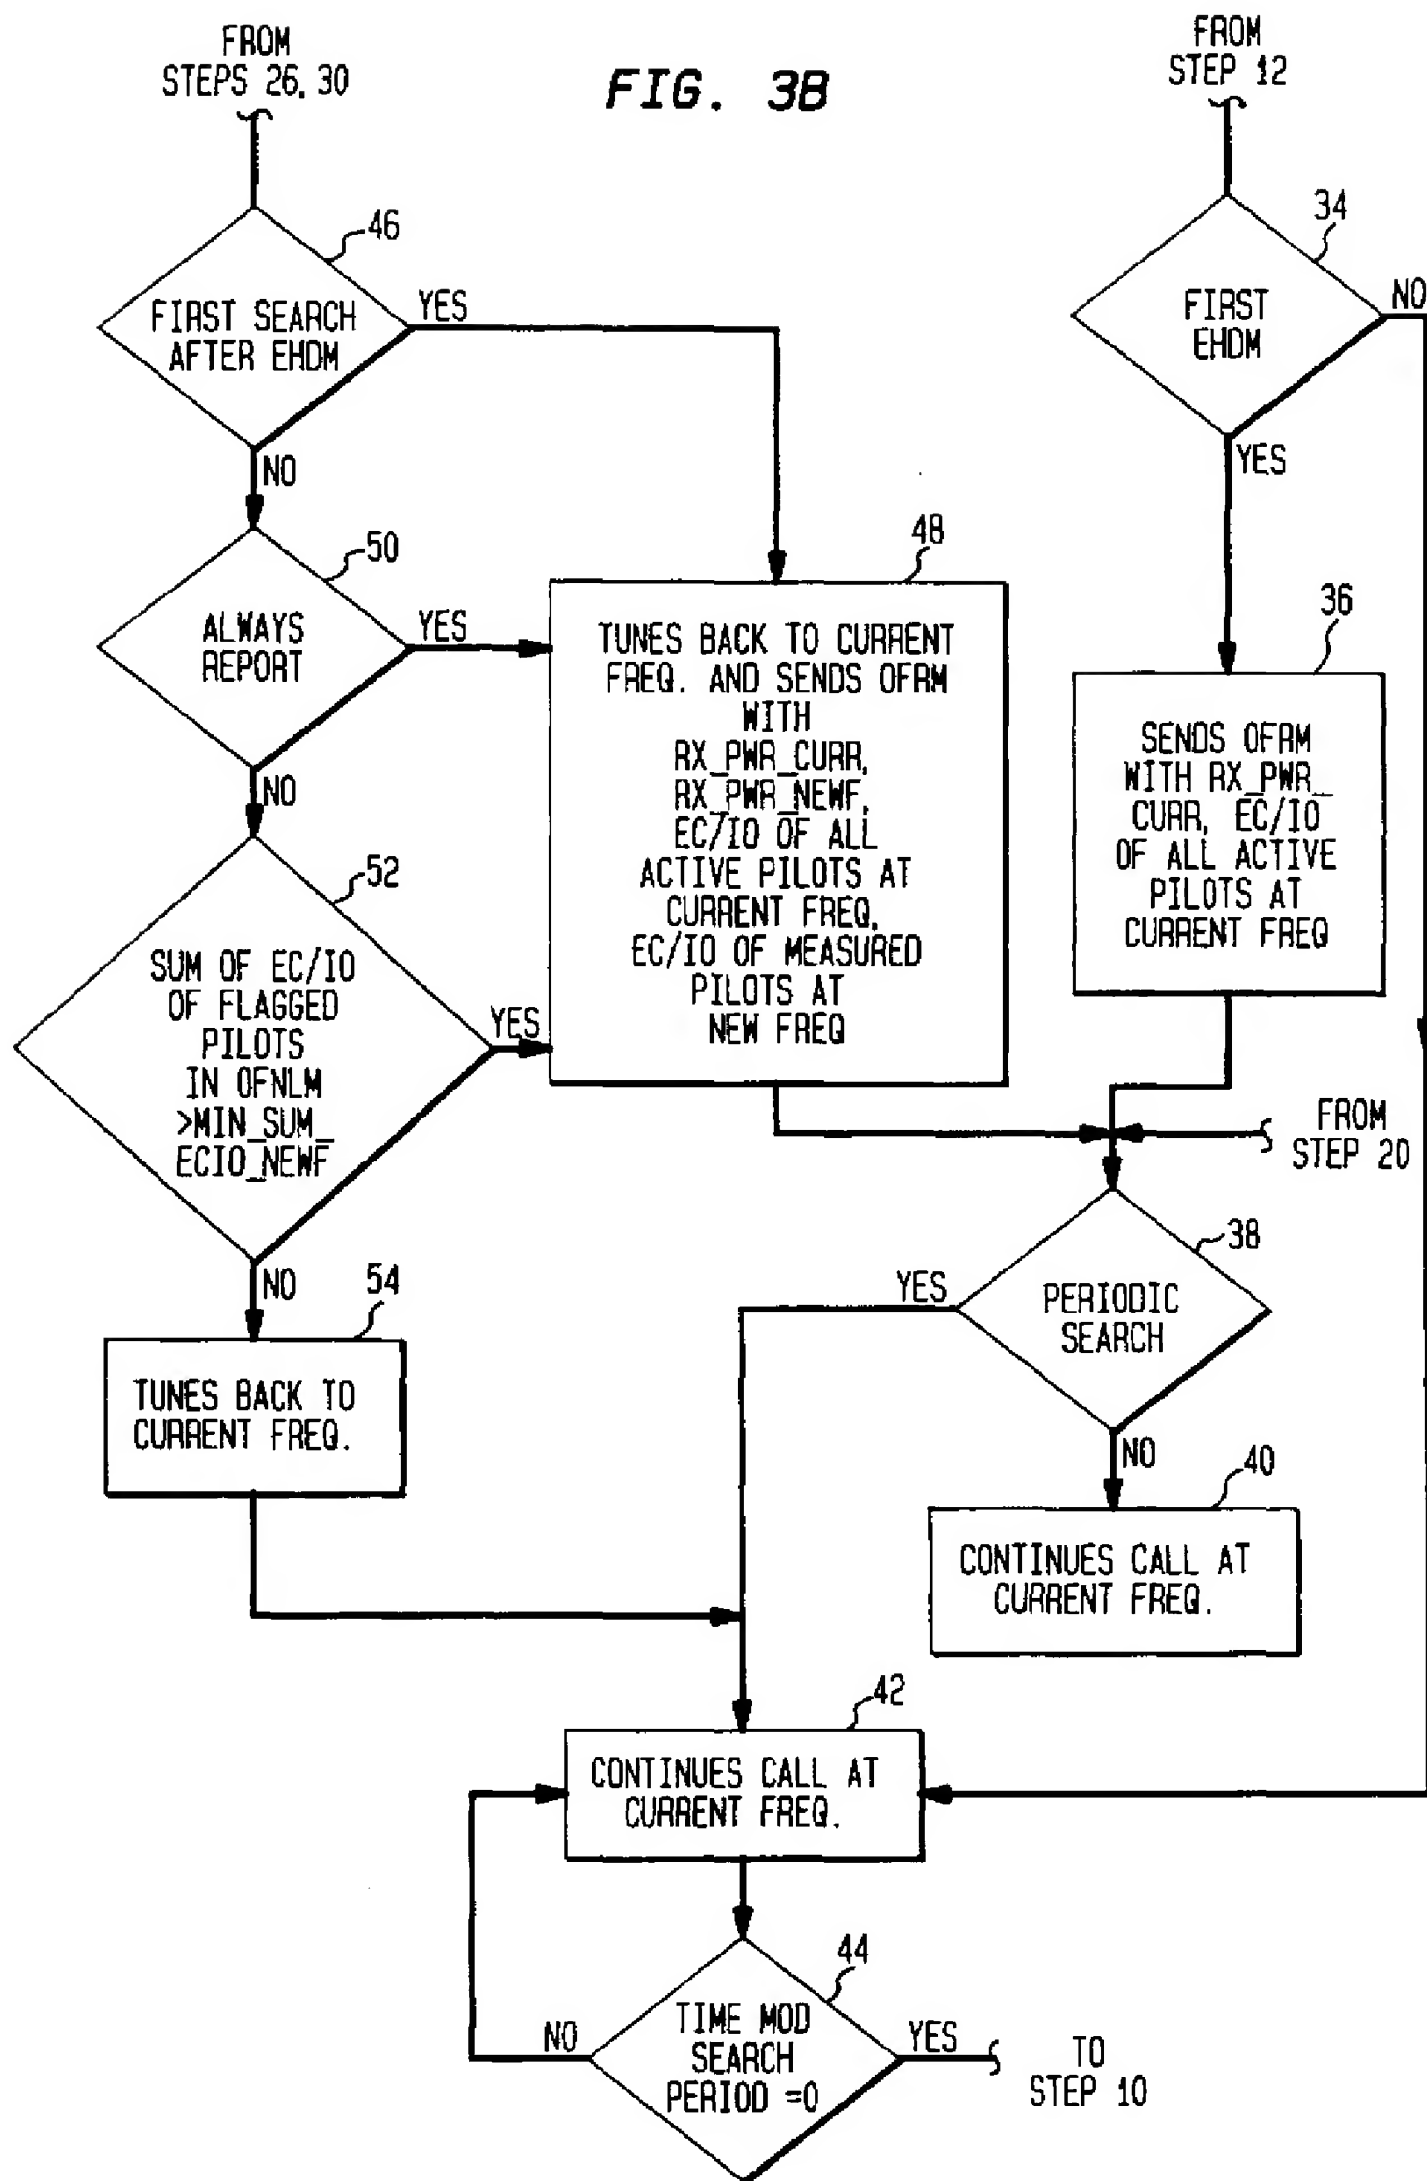 FROM
STEPS 26, 30
FIG. 3B
FROM
STEP 12
46
FIRST SEARCH
AFTER EHDM
YES
NO
34
FIRST
EHDM
NO
YES
50
ALWAYS
REPORT
YES
NO
48
TUNES BACK TO CURRENT
FREQ. AND SENDS OFRM
WITH
RX_PWR_CURR,
RX_PWR_NEWF,
EC/IO OF ALL
ACTIVE PILOTS AT
CURRENT FREQ,
EC/IO OF MEASURED
PILOTS AT
NEW FREQ
36
SENDS OFRM
WITH RX_PWR_
CURR, EC/IO
OF ALL ACTIVE
PILOTS AT
CURRENT FREQ
52
SUM OF EC/IO
OF FLAGGED
PILOTS
IN OFNLM
>MIN_SUM_
ECIO_NEWF
YES
NO
FROM
STEP 20
38
PERIODIC
SEARCH
YES
NO
54
TUNES BACK TO
CURRENT FREQ.
40
CONTINUES CALL AT
CURRENT FREQ.
42
CONTINUES CALL AT
CURRENT FREQ.
44
TIME MOD
SEARCH
PERIOD =0
NO
YES
TO
STEP 10